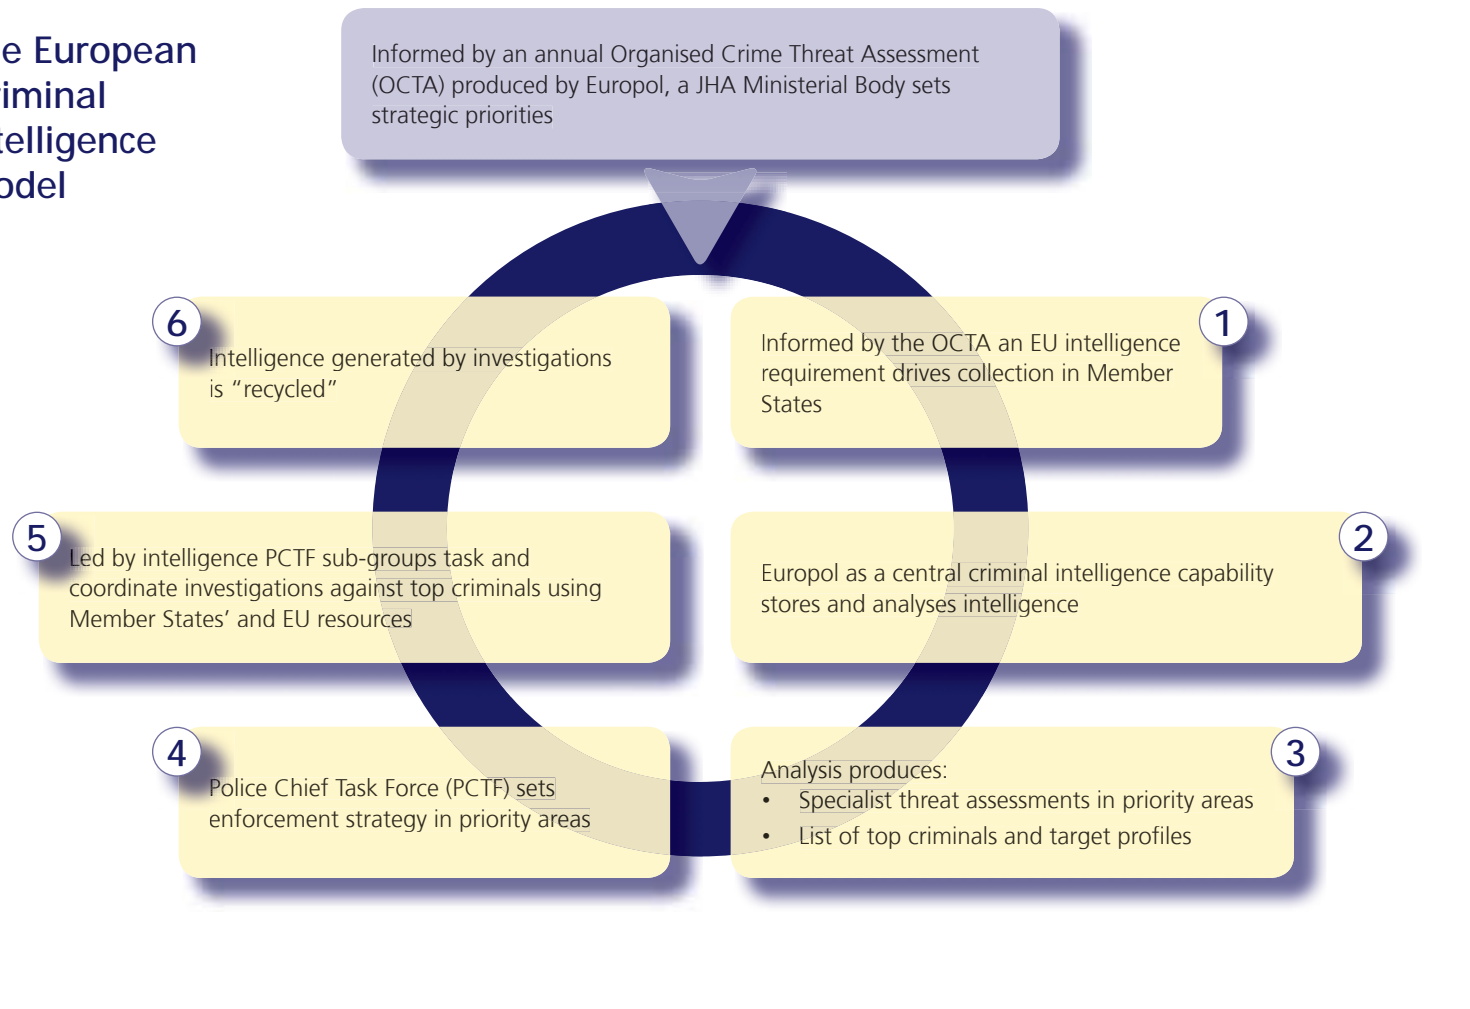 e European
riminal
telligence
odel
Informed by an annual Organised Crime Threat Assessment
(OCTA) produced by Europol, a JHA Ministerial Body sets
strategic priorities
1
Informed by the OCTA an EU intelligence
requirement drives collection in Member
States
2
Europol as a central criminal intelligence capability
stores and analyses intelligence
3
Analysis produces:
• Specialist threat assessments in priority areas
• List of top criminals and target profiles
4
Police Chief Task Force (PCTF) sets
enforcement strategy in priority areas
5
Led by intelligence PCTF sub-groups task and
coordinate investigations against top criminals using
Member States’ and EU resources
6
Intelligence generated by investigations
is “recycled”